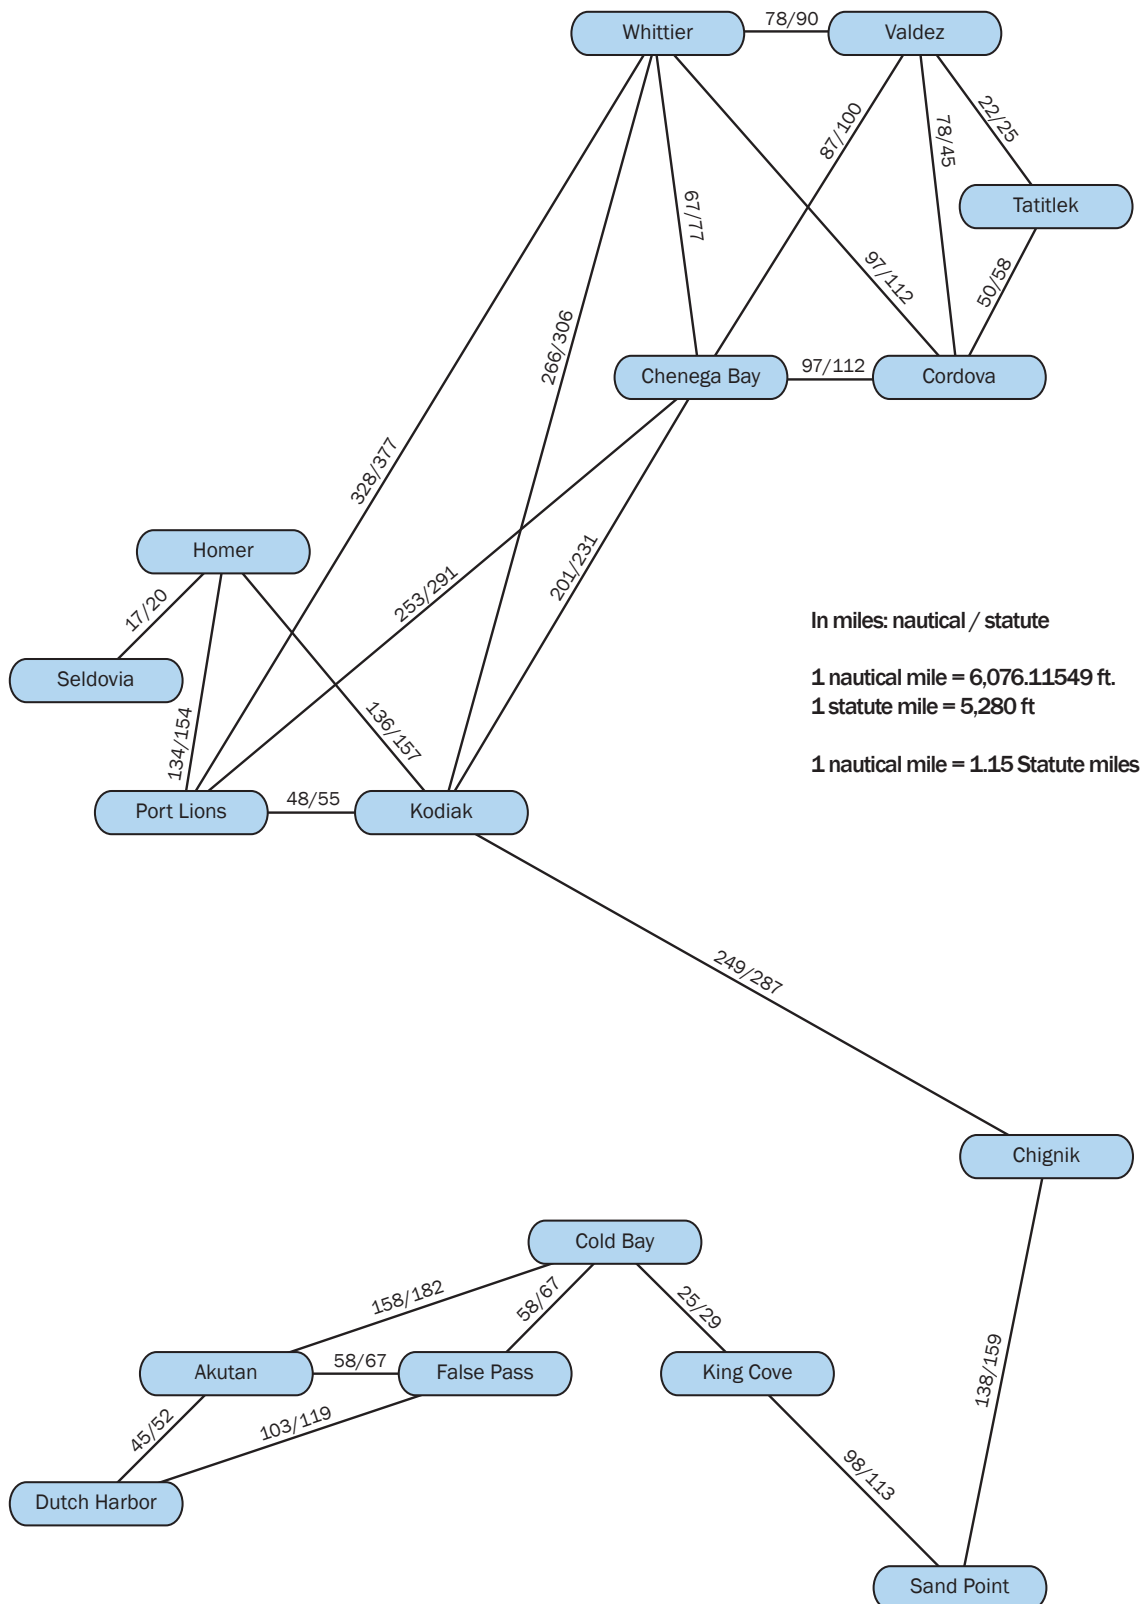 78/90
Whittier
Valdez
22/25
87/100
78/45
Tatitlek
67/77
97/112
50/58
266/306
Chenega Bay
97/112
Cordova
328/377
Homer
201/231
253/291
17/20
In miles: nautical / statute
Seldovia
1 nautical mile = 6,076.11549 ft.
1 statute mile = 5,280 ft
134/154
136/157
1 nautical mile = 1.15 Statute miles
48/55
Port Lions
Kodiak
249/287
Chignik
Cold Bay
158/182
58/67
25/29
58/67
Akutan
False Pass
King Cove
138/159
103/119
45/52
98/113
Dutch Harbor
Sand Point